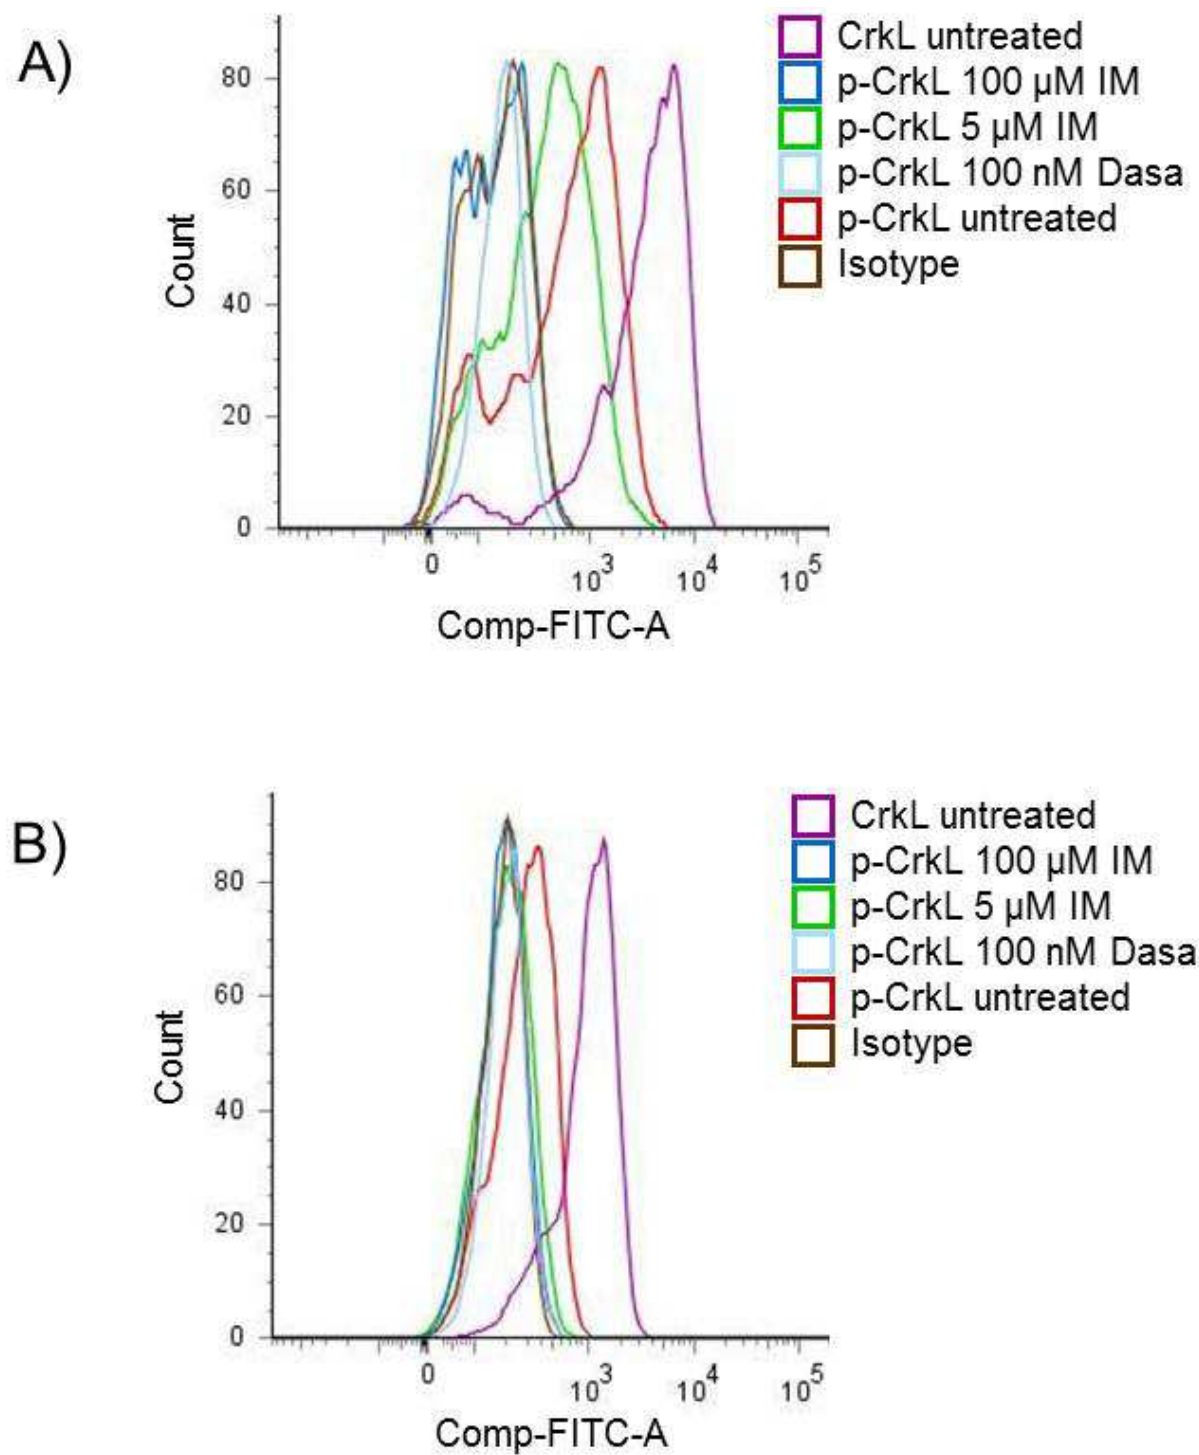 A)
CrkL untreated
p-CrkL 100 µM IM
p-CrkL 5 µM IM
p-CrkL 100 nM Dasa
p-CrkL untreated
Isotype
Count
80
60
40
20
0
0
10³
10⁴
10⁵
Comp-FITC-A
B)
CrkL untreated
p-CrkL 100 µM IM
p-CrkL 5 µM IM
p-CrkL 100 nM Dasa
p-CrkL untreated
Isotype
Count
80
60
40
20
0
0
10³
10⁴
10⁵
Comp-FITC-A